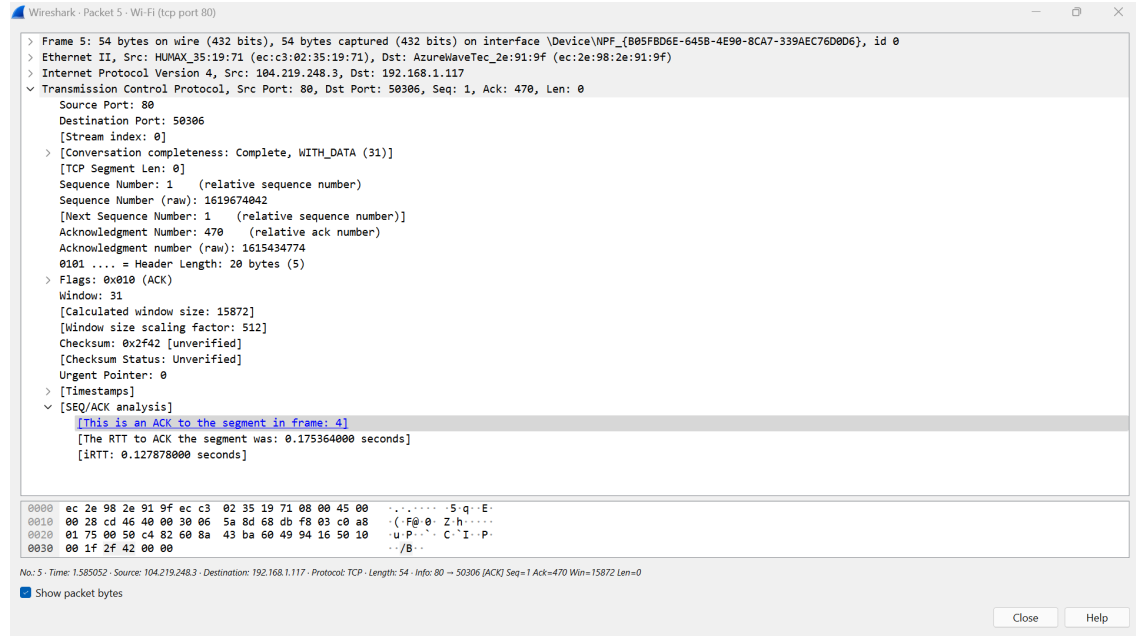 Wireshark · Packet 5 · Wi-Fi (tcp port 80)
Frame 5: 54 bytes on wire (432 bits), 54 bytes captured (432 bits) on interface \Device\NPF_{B05FBD6E-645B-4E90-8CA7-339AEC76D0D6}, id 0
Ethernet II, Src: HUMAX_35:19:71 (ec:c3:02:35:19:71), Dst: AzureWaveTec_2e:91:9f (ec:2e:98:2e:91:9f)
Internet Protocol Version 4, Src: 104.219.248.3, Dst: 192.168.1.117
Transmission Control Protocol, Src Port: 80, Dst Port: 50306, Seq: 1, Ack: 470, Len: 0
Source Port: 80
Destination Port: 50306
[Stream index: 0]
[Conversation completeness: Complete, WITH_DATA (31)]
[TCP Segment Len: 0]
Sequence Number: 1    (relative sequence number)
Sequence Number (raw): 1619674042
[Next Sequence Number: 1    (relative sequence number)]
Acknowledgment Number: 470    (relative ack number)
Acknowledgment number (raw): 1615434774
0101 .... = Header Length: 20 bytes (5)
Flags: 0x010 (ACK)
Window: 31
[Calculated window size: 15872]
[Window size scaling factor: 512]
Checksum: 0x2f42 [unverified]
[Checksum Status: Unverified]
Urgent Pointer: 0
[Timestamps]
[SEQ/ACK analysis]
[This is an ACK to the segment in frame: 4]
[The RTT to ACK the segment was: 0.175364000 seconds]
[iRTT: 0.127878000 seconds]
0000  ec 2e 98 2e 91 9f ec c3  02 35 19 71 08 00 45 00   ·.·.···· ·5·q··E·
0010  00 28 cd 46 40 00 30 06  5a 8d 68 db f8 03 c0 a8   ·(·F@·0· Z·h·····
0020  01 75 00 50 c4 82 60 8a  43 ba 60 49 94 16 50 10   ·u·P··`· C·`I··P·
0030  00 1f 2f 42 00 00   ··/B··
No.: 5 · Time: 1.585052 · Source: 104.219.248.3 · Destination: 192.168.1.117 · Protocol: TCP · Length: 54 · Info: 80 → 50306 [ACK] Seq=1 Ack=470 Win=15872 Len=0
Show packet bytes
Close Help